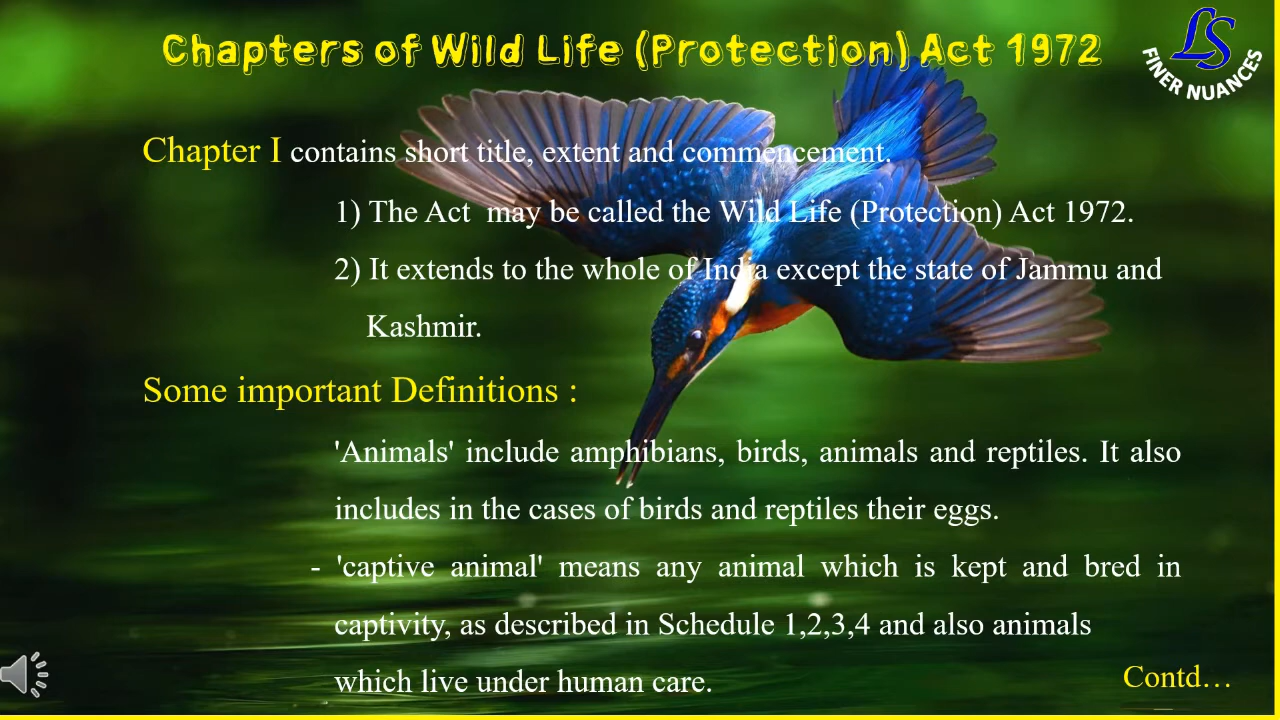 Chapters of Wild Life (Protection) Act 1972
LS
FINER NUANCES
Chapter I contains short title, extent and commencement.
1) The Act may be called the Wild Life (Protection) Act 1972.
2) It extends to the whole of India except the state of Jammu and
Kashmir.
Some important Definitions :
'Animals' include amphibians, birds, animals and reptiles. It also
includes in the cases of birds and reptiles their eggs.
- 'captive animal' means any animal which is kept and bred in
captivity, as described in Schedule 1,2,3,4 and also animals
which live under human care.
Contd…